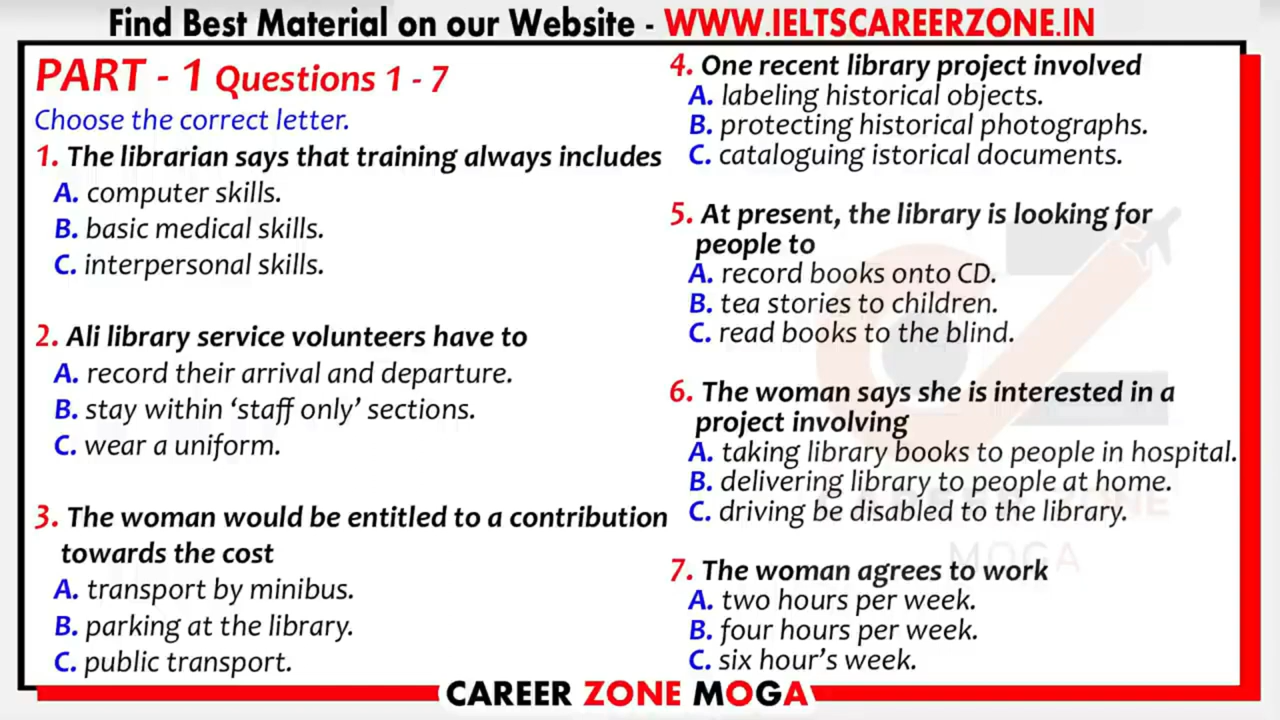 Find Best Material on our Website - WWW.IELTSCAREERZONE.IN
PART - 1 Questions 1 - 7
Choose the correct letter.
1. The librarian says that training always includes
A. computer skills.
B. basic medical skills.
C. interpersonal skills.
2. Ali library service volunteers have to
A. record their arrival and departure.
B. stay within ‘staff only’ sections.
C. wear a uniform.
3. The woman would be entitled to a contribution
towards the cost
A. transport by minibus.
B. parking at the library.
C. public transport.
4. One recent library project involved
A. labeling historical objects.
B. protecting historical photographs.
C. cataloguing istorical documents.
5. At present, the library is looking for
people to
A. record books onto CD.
B. tea stories to children.
C. read books to the blind.
6. The woman says she is interested in a
project involving
A. taking library books to people in hospital.
B. delivering library to people at home.
C. driving be disabled to the library.
7. The woman agrees to work
A. two hours per week.
B. four hours per week.
C. six hour’s week.
CAREER ZONE
MOGA
CAREER ZONE MOGA